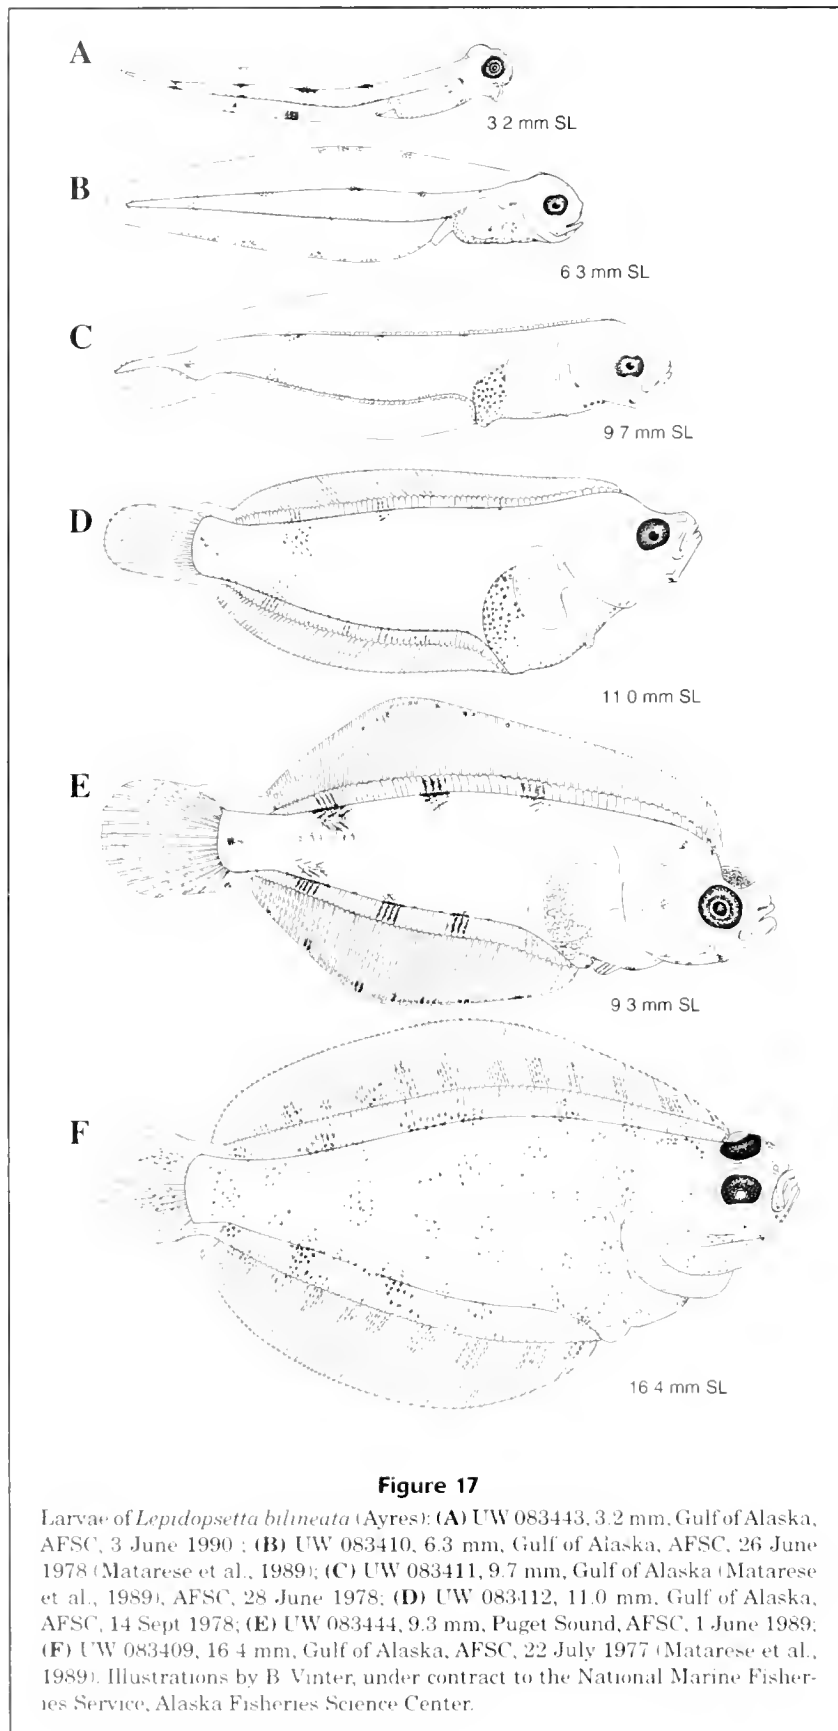 A
3.2 mm SL
B
6.3 mm SL
C
9.7 mm SL
D
11.0 mm SL
E
9.3 mm SL
F
16.4 mm SL
Figure 17
Larvae of Lepidopsetta bilineata (Ayres): (A) UW 083443, 3.2 mm, Gulf of Alaska,
AFSC, 3 June 1990 ; (B) UW 083410, 6.3 mm, Gulf of Alaska, AFSC, 26 June
1978 (Matarese et al., 1989); (C) UW 083411, 9.7 mm, Gulf of Alaska (Matarese
et al., 1989), AFSC, 28 June 1978; (D) UW 083412, 11.0 mm, Gulf of Alaska,
AFSC, 14 Sept 1978; (E) UW 083444, 9.3 mm, Puget Sound, AFSC, 1 June 1989;
(F) UW 083409, 16.4 mm, Gulf of Alaska, AFSC, 22 July 1977 (Matarese et al.,
1989). Illustrations by B. Vinter, under contract to the National Marine Fisher-
ies Service, Alaska Fisheries Science Center.